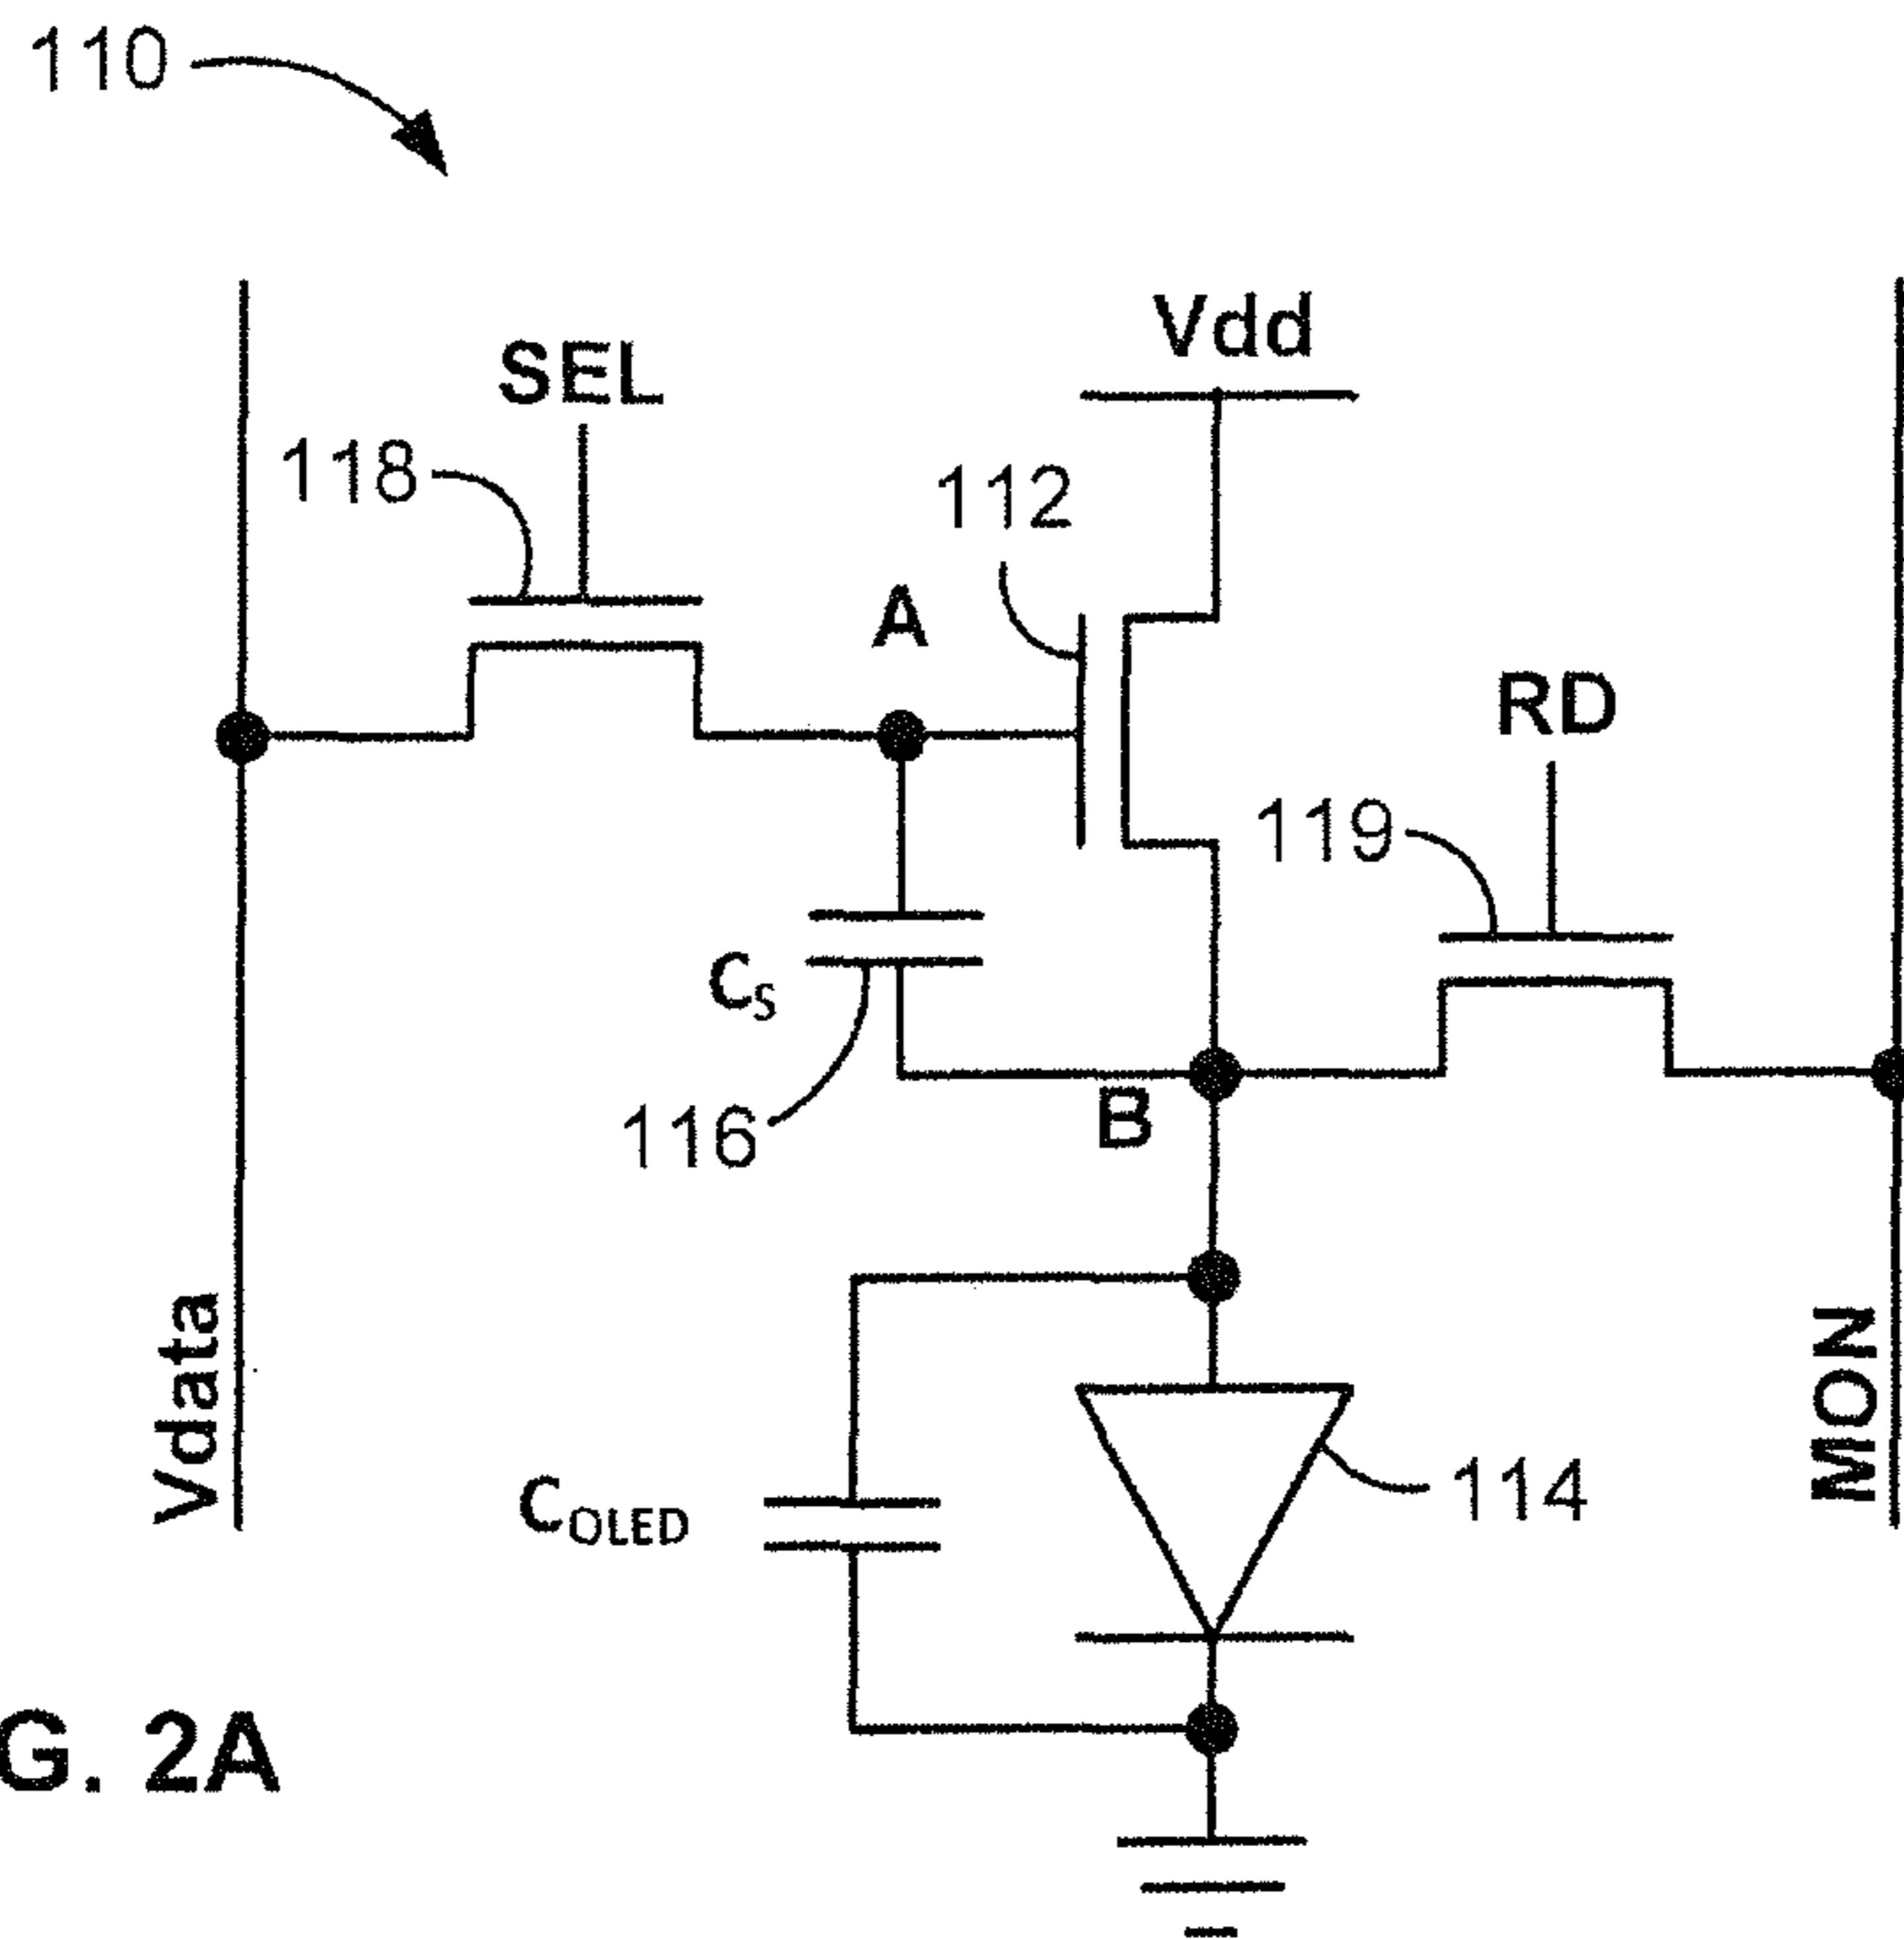 110
SEL
Vdd
118
112
A
RD
119
CS
B
116
Vdata
MON
COLED
114
G. 2A